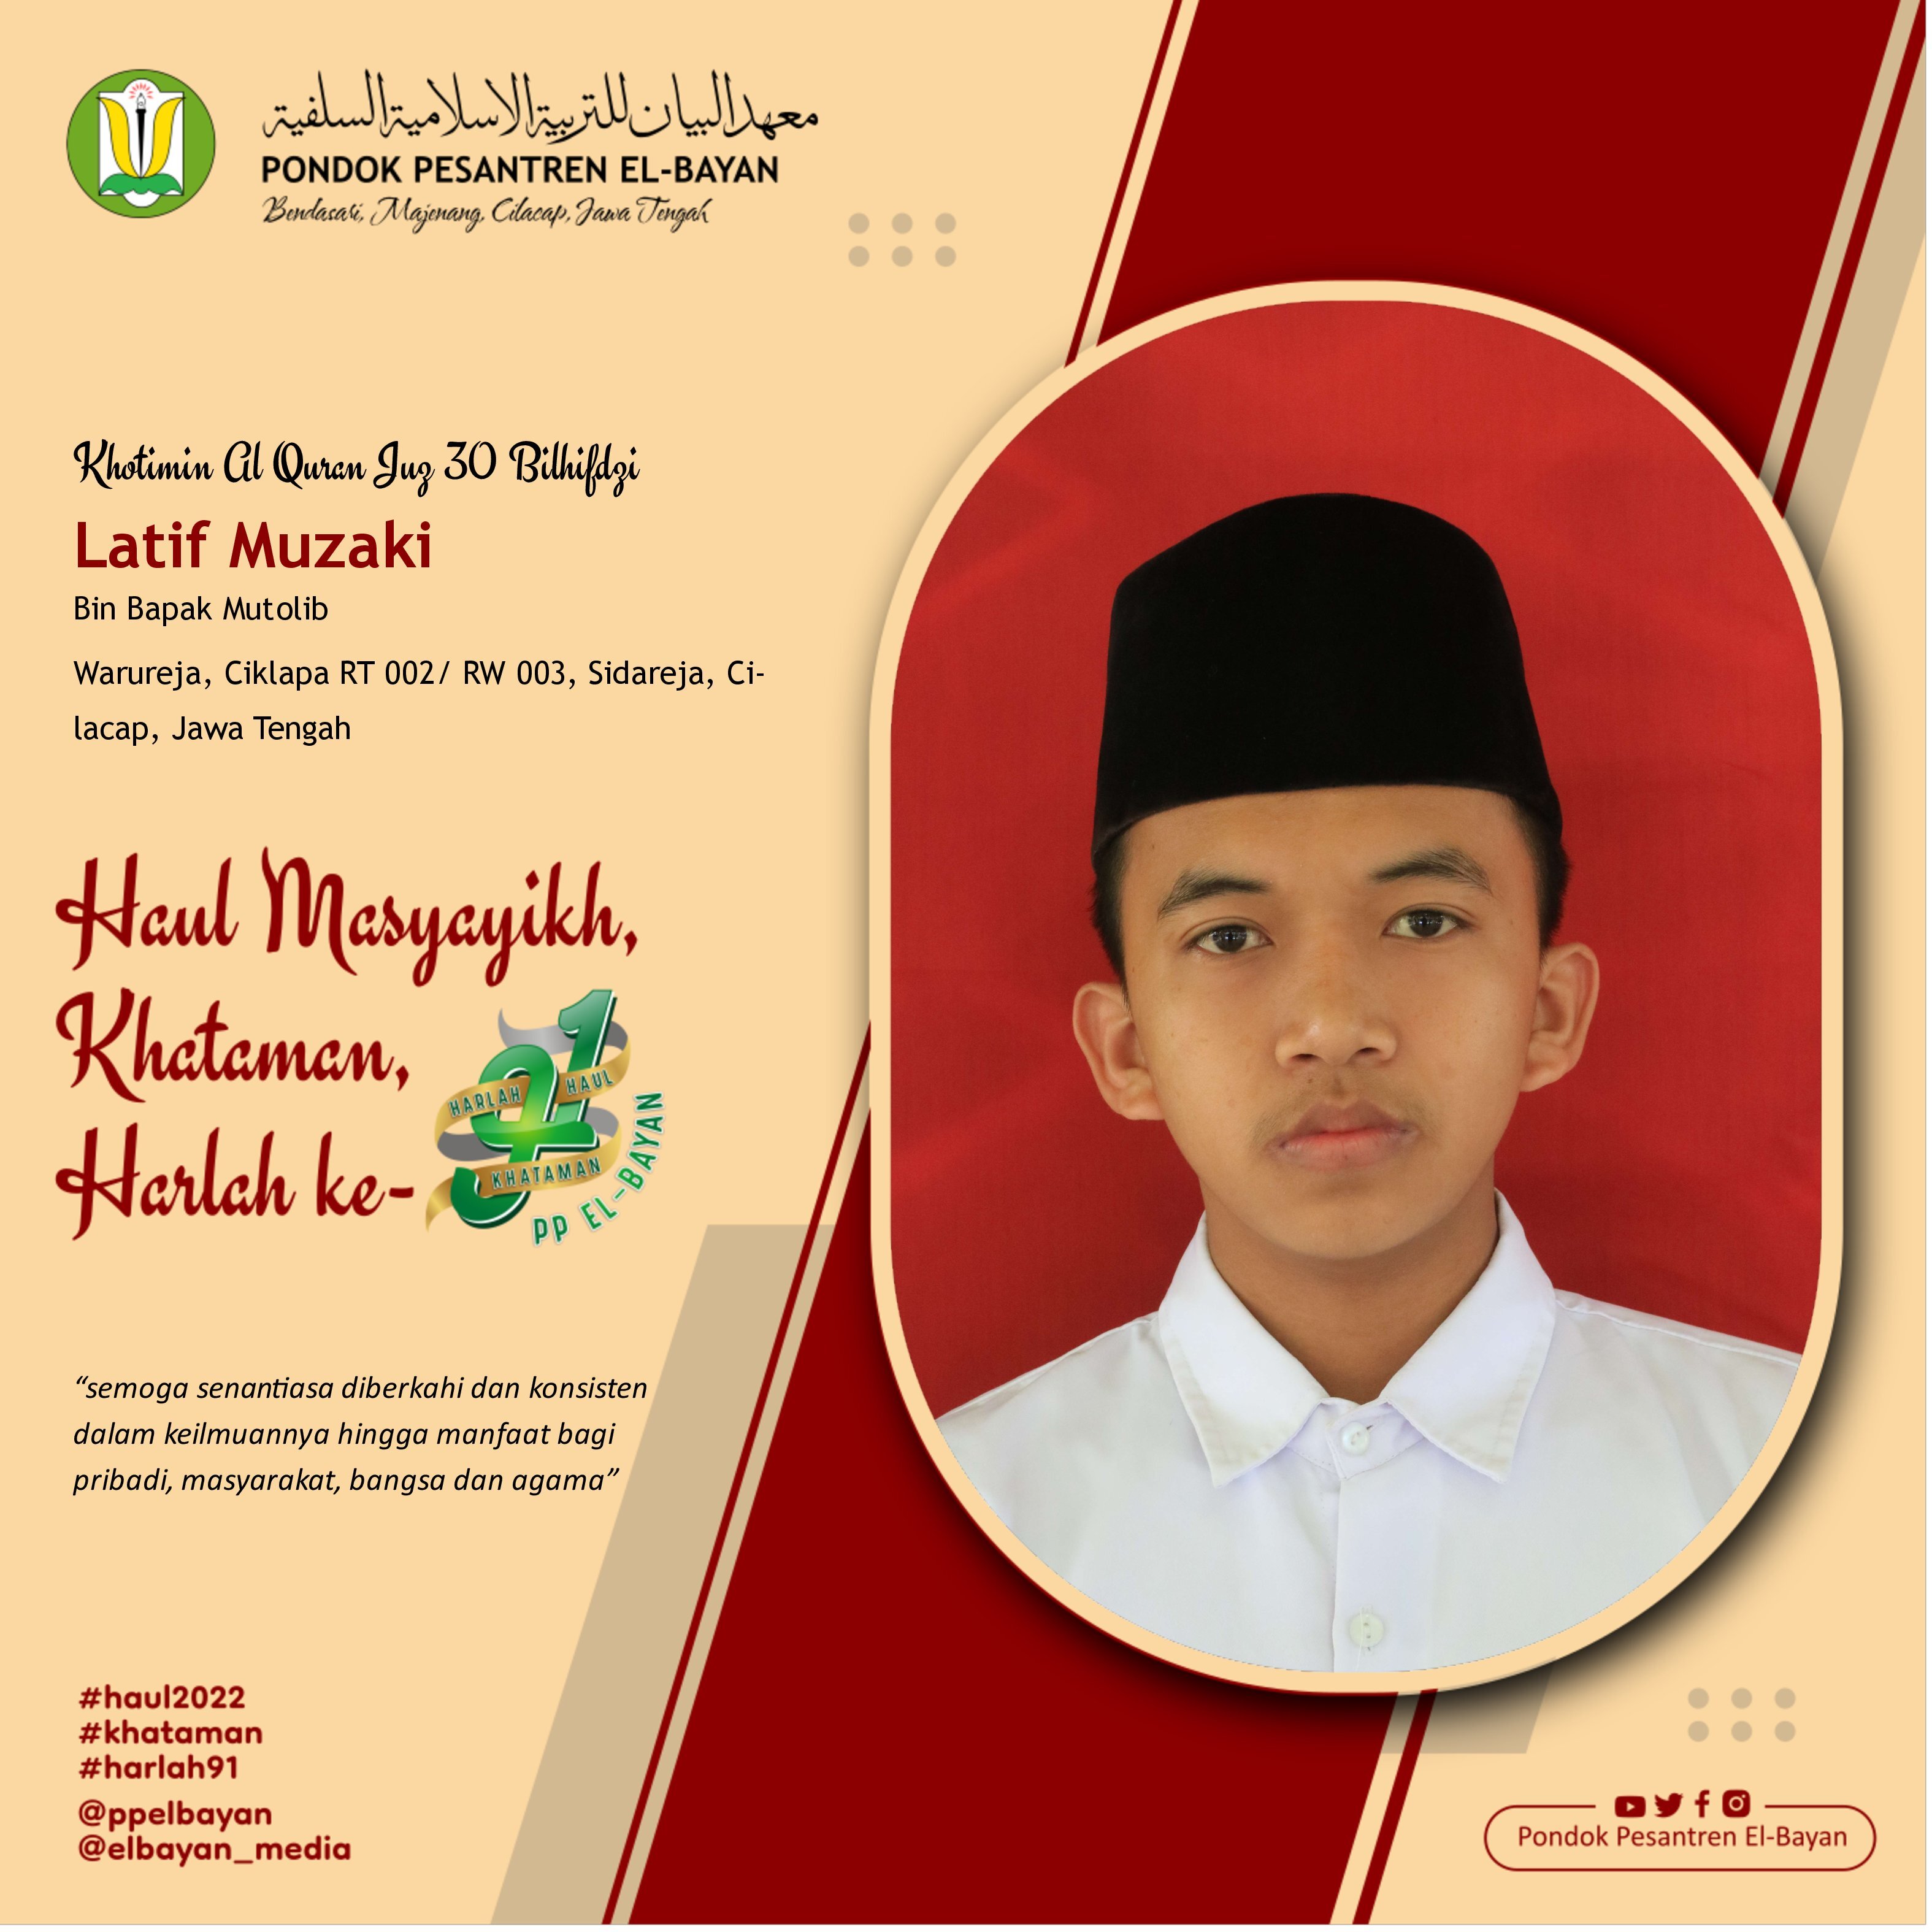 معهد البيان للتربية الاسلامية السلفية
PONDOK PESANTREN EL-BAYAN
Bendasari, Majenang, Cilacap, Jawa Tengah
Khotimin Al Quran Juz 30 Bilhifdzi
Latif Muzaki
Bin Bapak Mutolib
Warureja, Ciklapa RT 002/ RW 003, Sidareja, Ci-
lacap, Jawa Tengah
Haul Masyayikh,
Khataman,
Harlah ke-
91
HARLAH HAUL
KHATAMAN
PP EL-BAYAN
“semoga senantiasa diberkahi dan konsisten
dalam keilmuannya hingga manfaat bagi
pribadi, masyarakat, bangsa dan agama”
#haul2022
#khataman
#harlah91
@ppelbayan
@elbayan_media
Pondok Pesantren El-Bayan